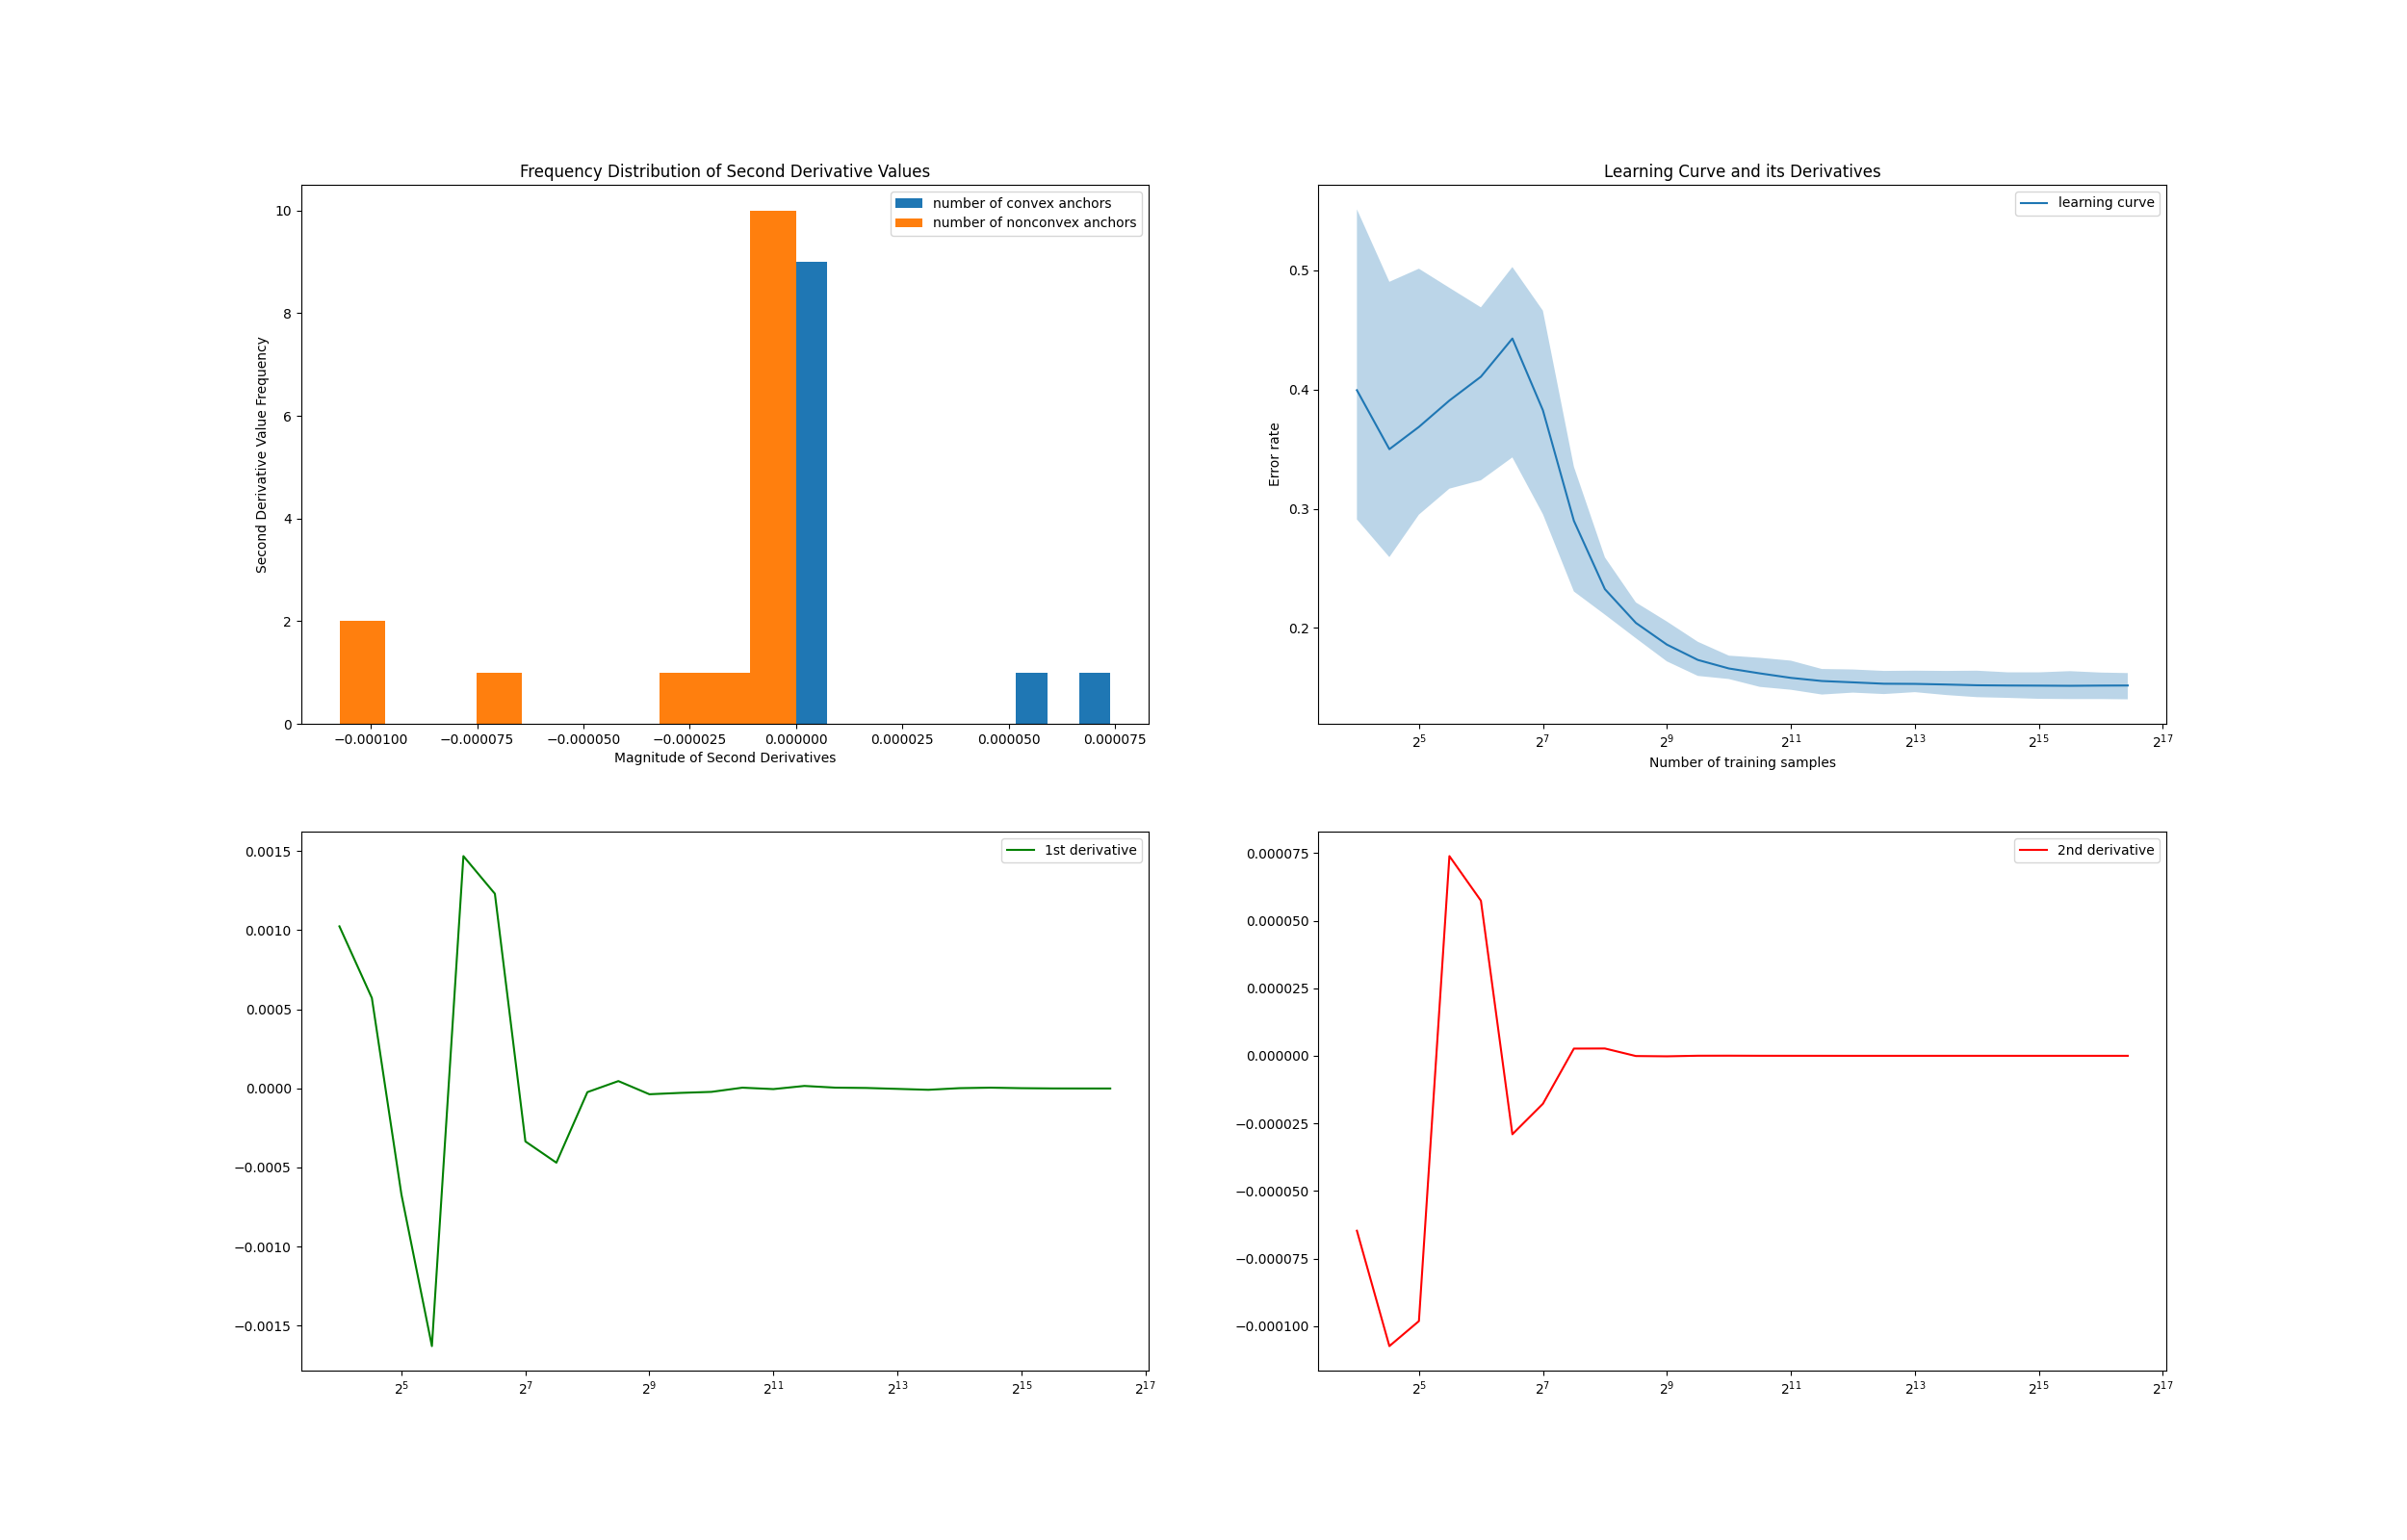 Frequency Distribution of Second Derivative Values
number of convex anchors
number of nonconvex anchors
10
8
6
4
2
0
Second Derivative Value Frequency
−0.000100 −0.000075 −0.000050 −0.000025 0.000000 0.000025 0.000050 0.000075
Magnitude of Second Derivatives
Learning Curve and its Derivatives
learning curve
0.5
0.4
0.3
0.2
Error rate
2^5 2^7 2^9 2^11 2^13 2^15 2^17
Number of training samples
1st derivative
0.0015
0.0010
0.0005
0.0000
−0.0005
−0.0010
−0.0015
2^5 2^7 2^9 2^11 2^13 2^15 2^17
2nd derivative
0.000075
0.000050
0.000025
0.000000
−0.000025
−0.000050
−0.000075
−0.000100
2^5 2^7 2^9 2^11 2^13 2^15 2^17